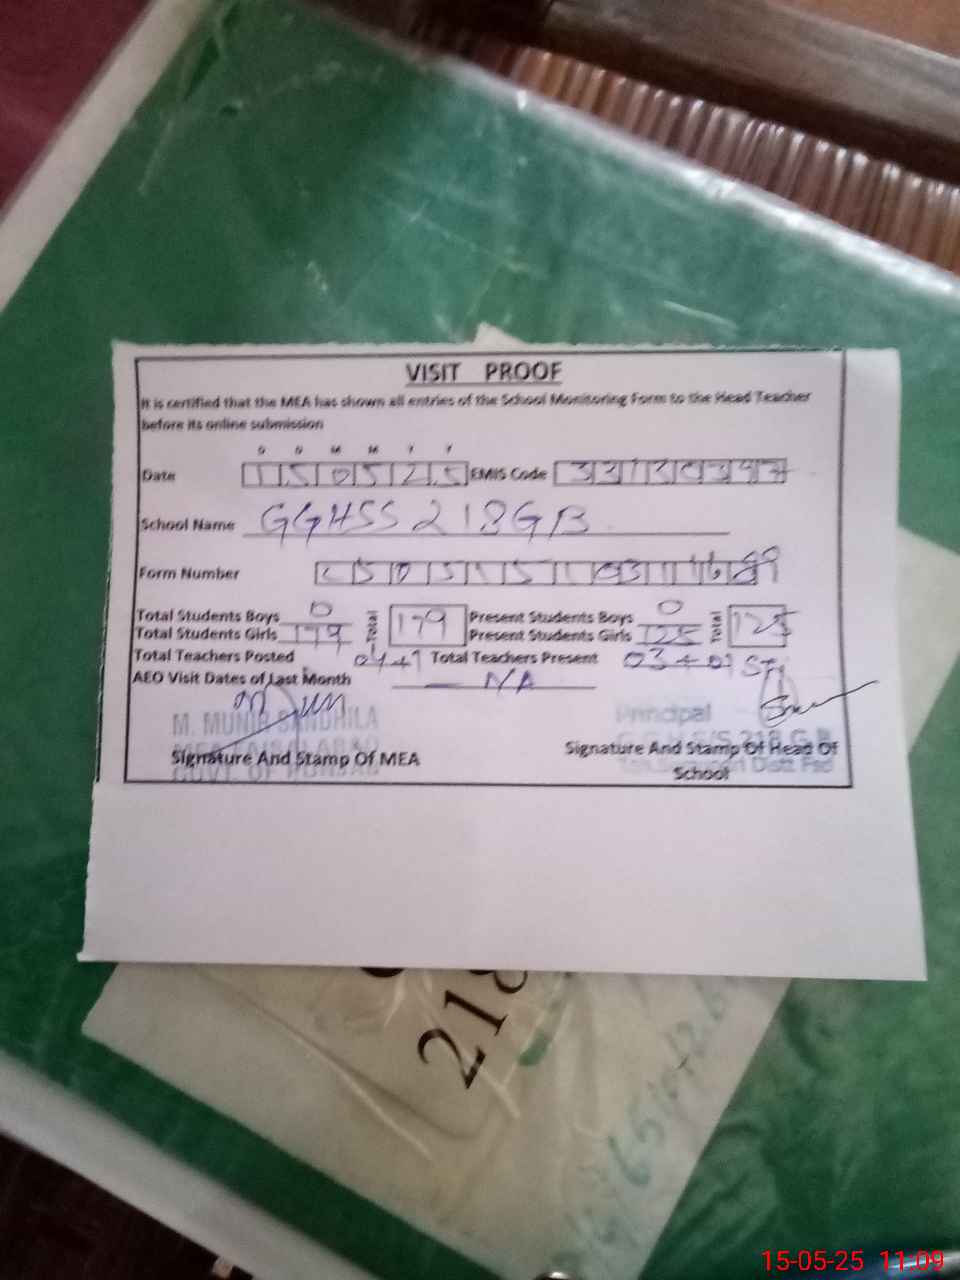 VISIT PROOF
It is certified that the MEA has shown all entries of the School Monitoring Form to the Head Teacher
before its online submission
D D M M Y Y
Date 150525 EMIS Code
School Name GGHSS 218GB
Form Number
Total Students Boys 0 Total 179 Present Students Boys 0 Total 125
Total Students Girls 179 Present Students Girls 125
Total Teachers Posted Total Teachers Present
AEO Visit Dates of Last Month N/A
M. MUNIR
Principal
218 G.B
Signature And Stamp Of MEA
Signature And Stamp Of Head Of
School
218
15-05-25 11:09